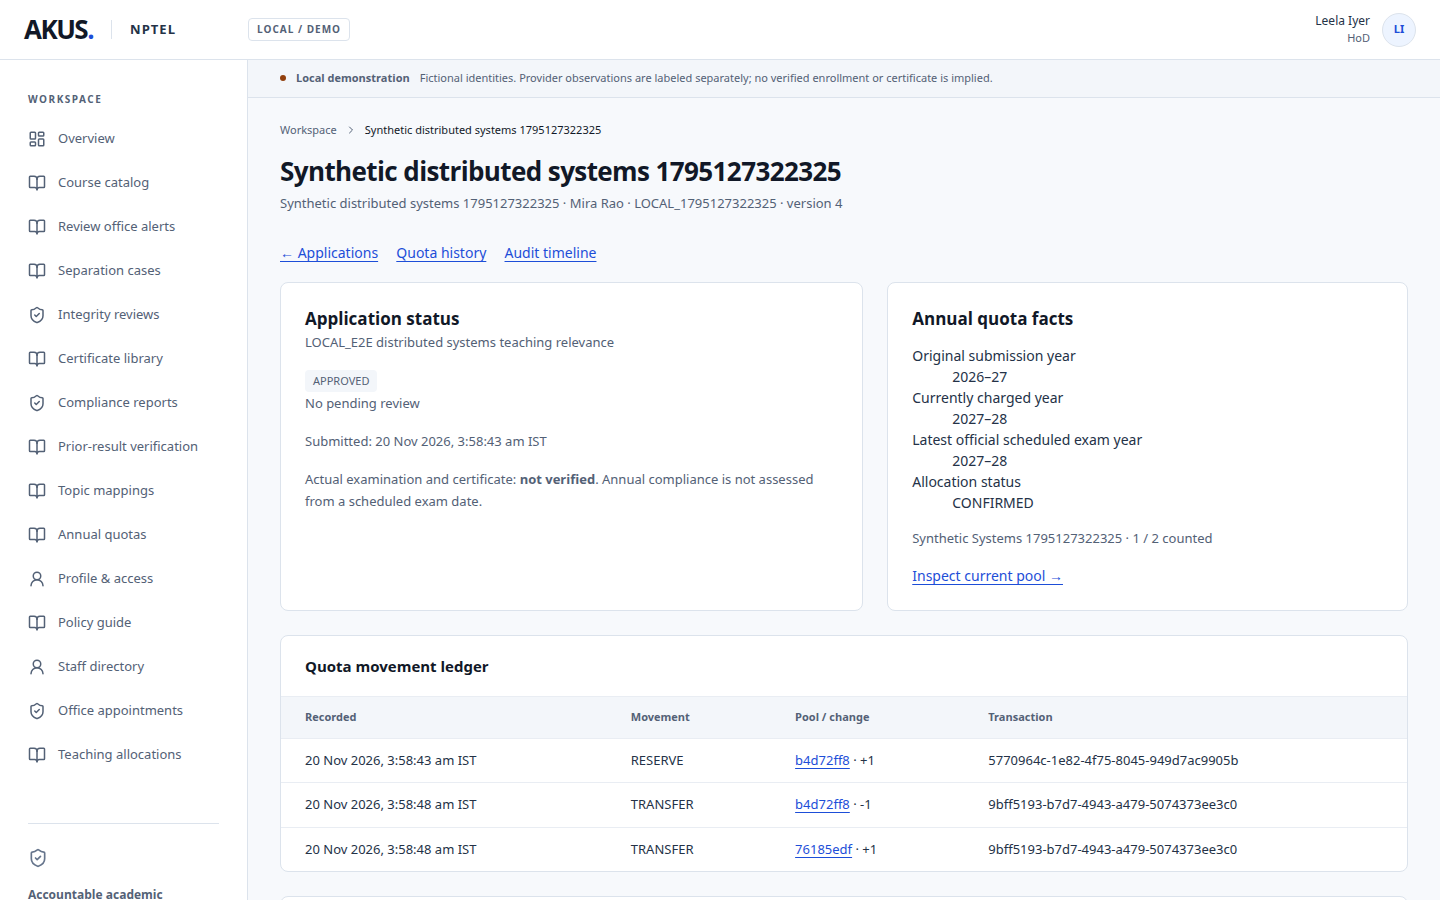 AKUS.
NPTEL
LOCAL / DEMO
Leela Iyer
HoD
LI
WORKSPACE
Overview
Course catalog
Review office alerts
Separation cases
Integrity reviews
Certificate library
Compliance reports
Prior-result verification
Topic mappings
Annual quotas
Profile & access
Policy guide
Staff directory
Office appointments
Teaching allocations
Accountable academic
Local demonstration Fictional identities. Provider observations are labeled separately; no verified enrollment or certificate is implied.
Workspace > Synthetic distributed systems 1795127322325
Synthetic distributed systems 1795127322325
Synthetic distributed systems 1795127322325 · Mira Rao · LOCAL_1795127322325 · version 4
← Applications Quota history Audit timeline
Application status
LOCAL_E2E distributed systems teaching relevance
APPROVED
No pending review
Submitted: 20 Nov 2026, 3:58:43 am IST
Actual examination and certificate: not verified. Annual compliance is not assessed
from a scheduled exam date.
Annual quota facts
Original submission year
2026–27
Currently charged year
2027–28
Latest official scheduled exam year
2027–28
Allocation status
CONFIRMED
Synthetic Systems 1795127322325 · 1 / 2 counted
Inspect current pool →
Quota movement ledger
Recorded Movement Pool / change Transaction
20 Nov 2026, 3:58:43 am IST RESERVE b4d72ff8 · +1 5770964c-1e82-4f75-8045-949d7ac9905b
20 Nov 2026, 3:58:48 am IST TRANSFER b4d72ff8 · -1 9bff5193-b7d7-4943-a479-5074373ee3c0
20 Nov 2026, 3:58:48 am IST TRANSFER 76185edf · +1 9bff5193-b7d7-4943-a479-5074373ee3c0